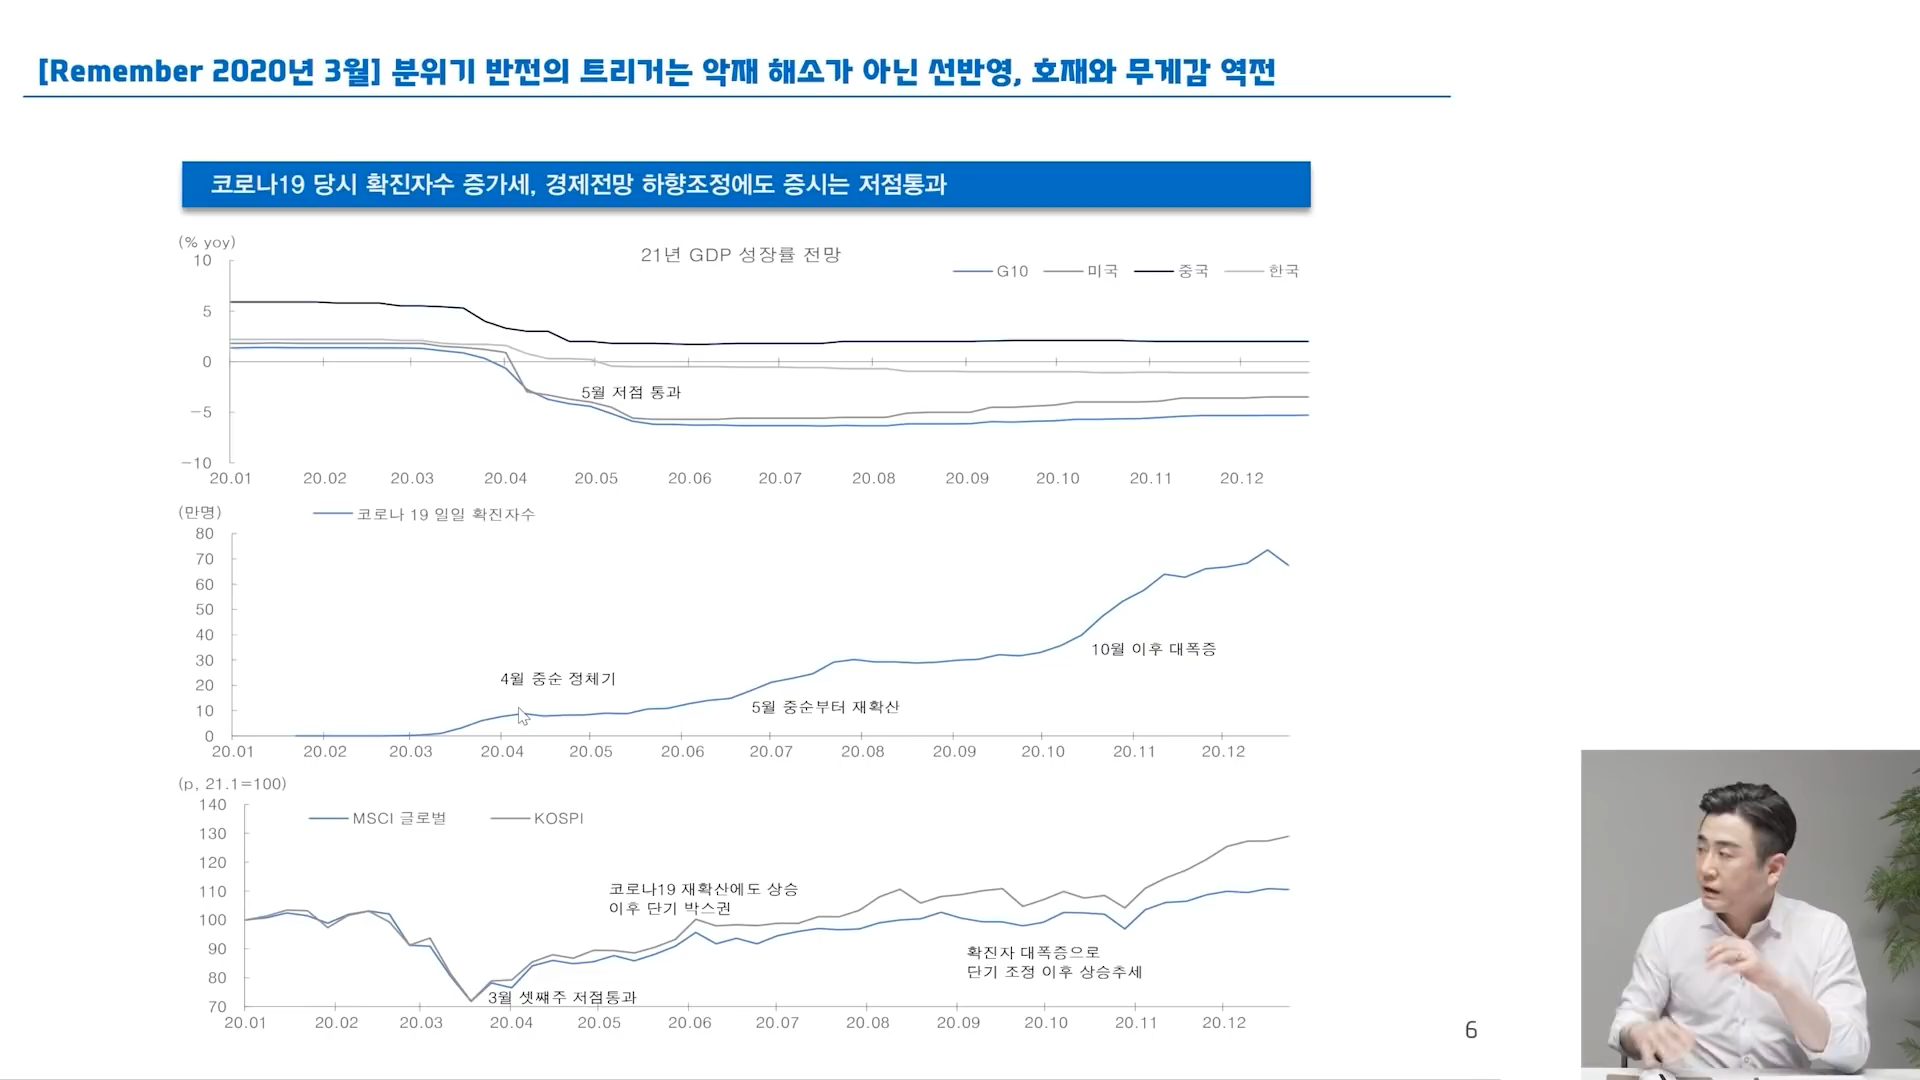 [Remember 2020년 3월] 분위기 반전의 트리거는 악재 해소가 아닌 선반영, 호재와 무게감 역전
코로나19 당시 확진자수 증가세, 경제전망 하향조정에도 증시는 저점통과
(% yoy)
21년 GDP 성장률 전망
G10 미국 중국 한국
10
5
0
5월 저점 통과
-5
-10
20.01 20.02 20.03 20.04 20.05 20.06 20.07 20.08 20.09 20.10 20.11 20.12
(만명)
코로나 19 일일 확진자수
80
70
60
50
40
10월 이후 대폭증
30
4월 중순 정체기
20
5월 중순부터 재확산
10
0
20.01 20.02 20.03 20.04 20.05 20.06 20.07 20.08 20.09 20.10 20.11 20.12
(p, 21.1=100)
140
MSCI 글로벌 KOSPI
130
120
110
코로나19 재확산에도 상승
이후 단기 박스권
100
90
확진자 대폭증으로
단기 조정 이후 상승추세
80
3월 셋째주 저점통과
70
20.01 20.02 20.03 20.04 20.05 20.06 20.07 20.08 20.09 20.10 20.11 20.12
6